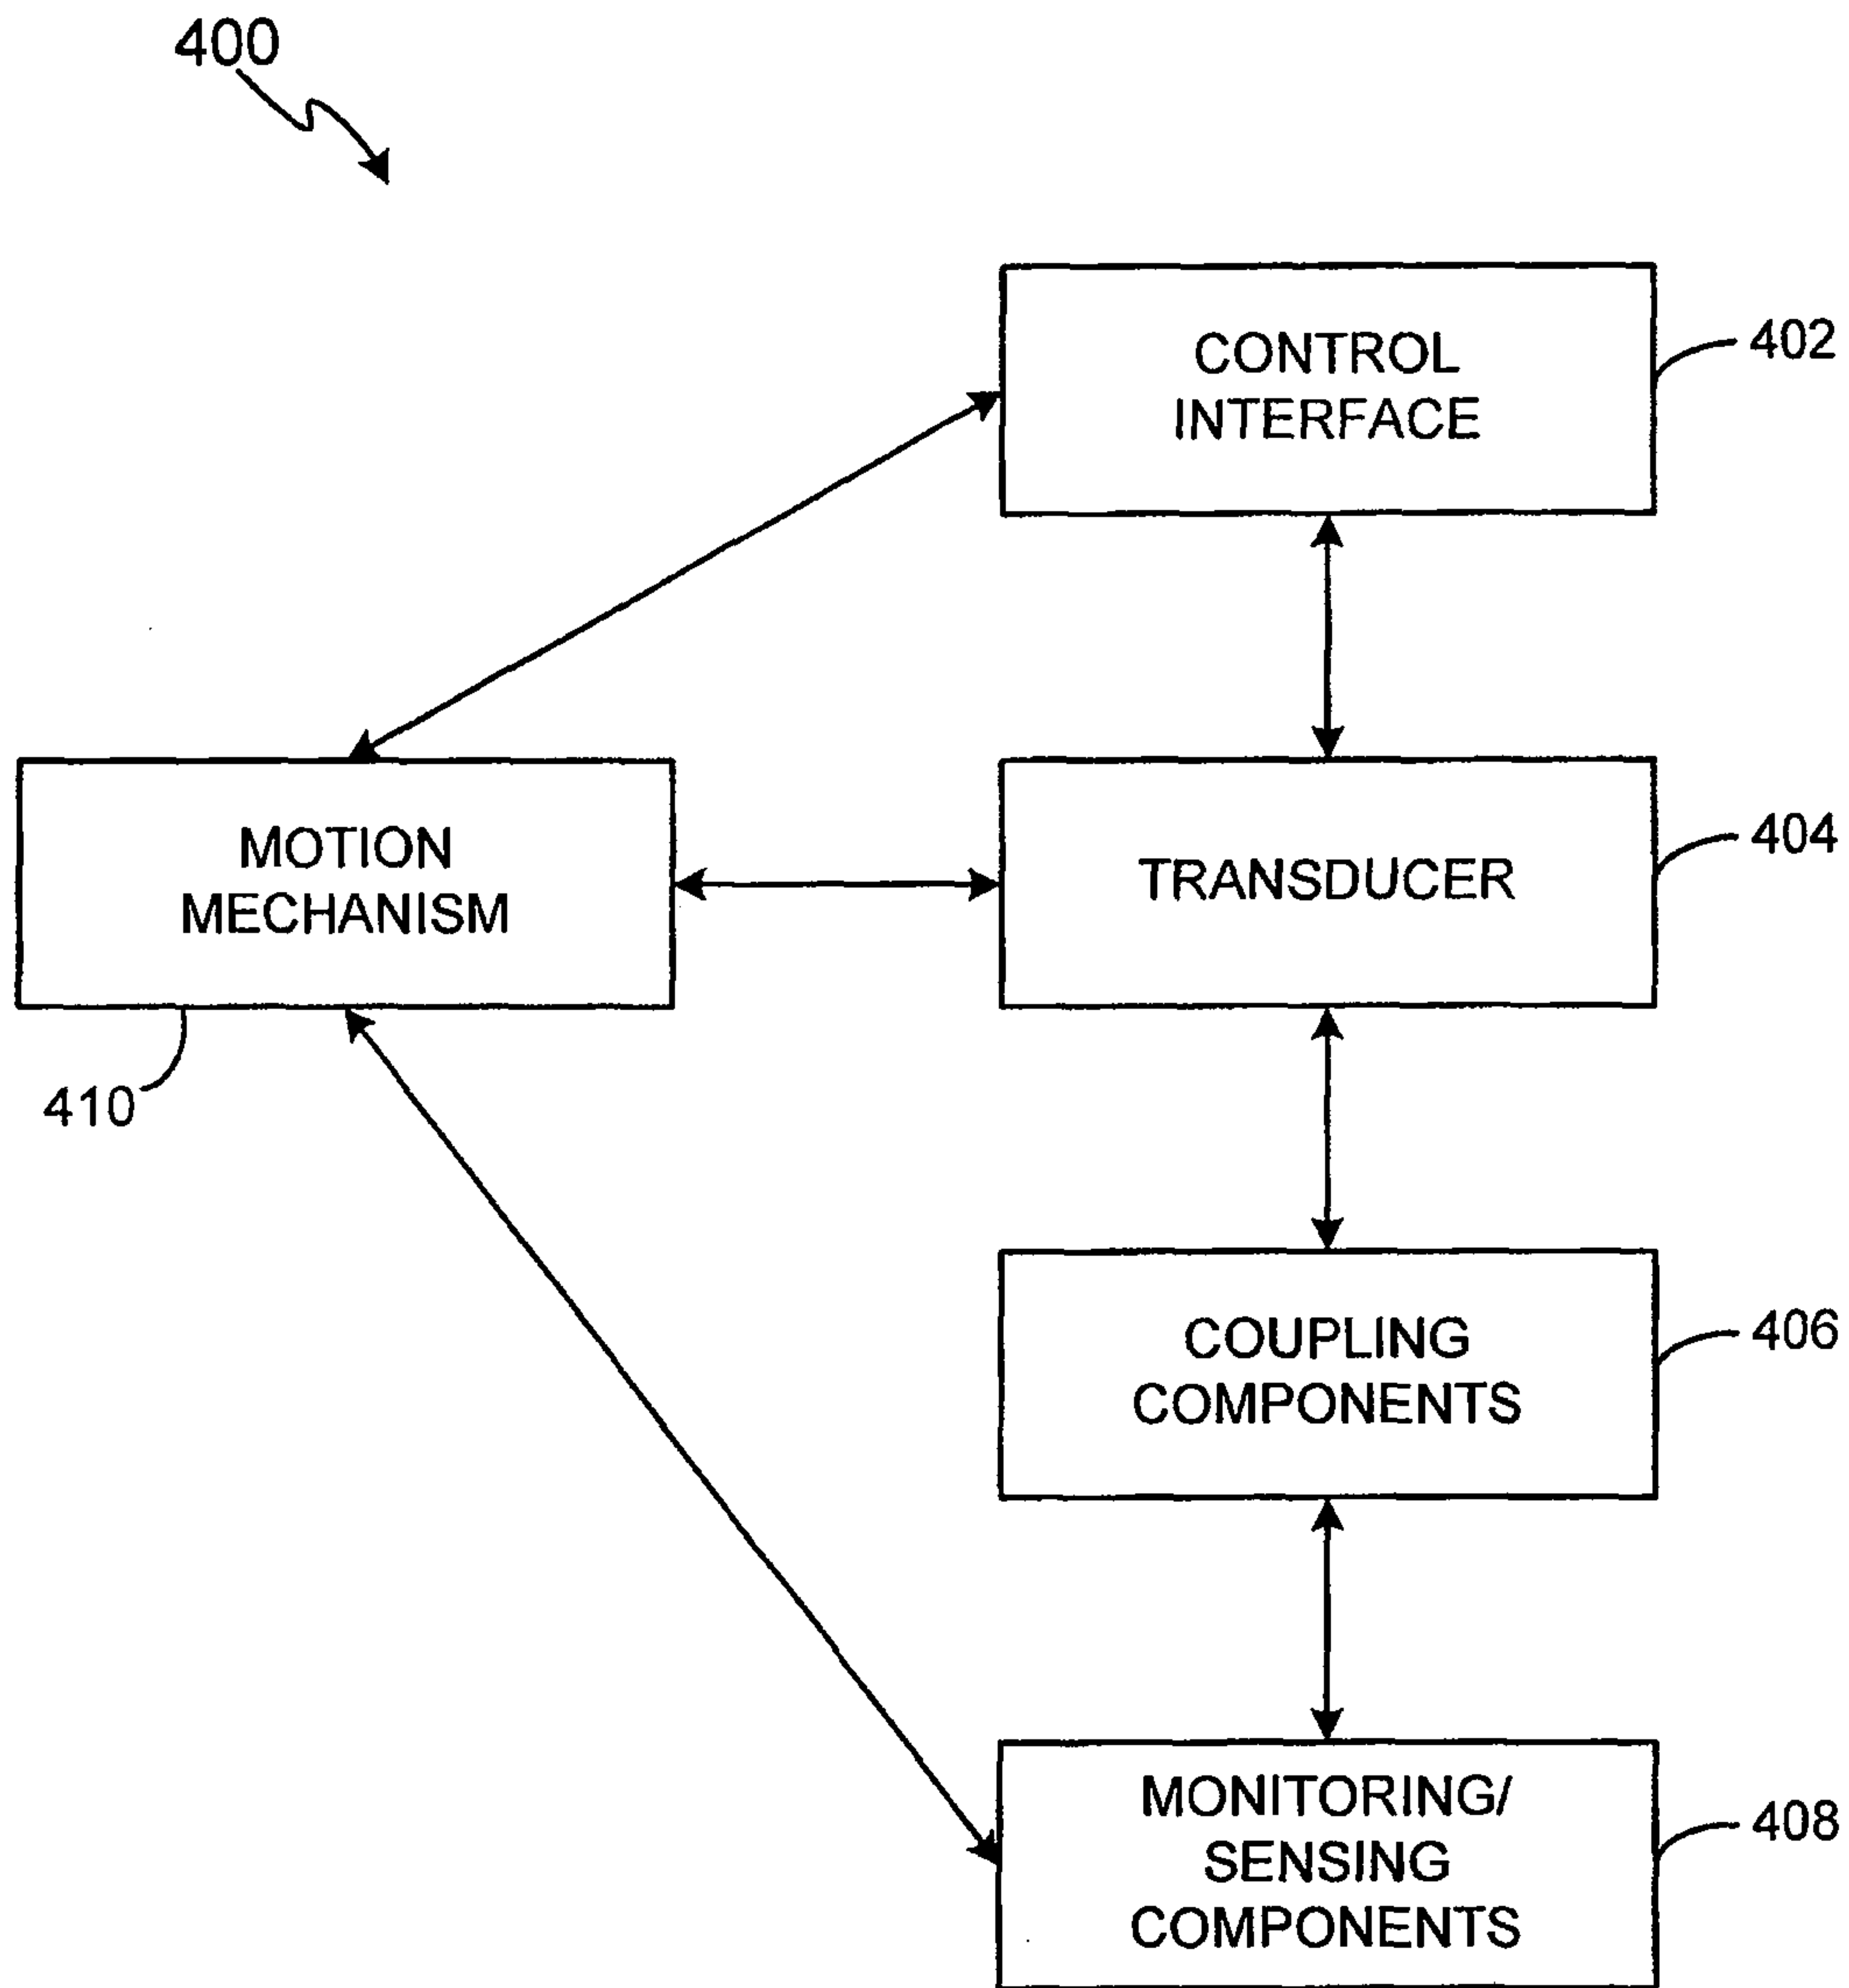 400
CONTROL
INTERFACE
402
MOTION
MECHANISM
410
TRANSDUCER
404
COUPLING
COMPONENTS
406
MONITORING/
SENSING
COMPONENTS
408